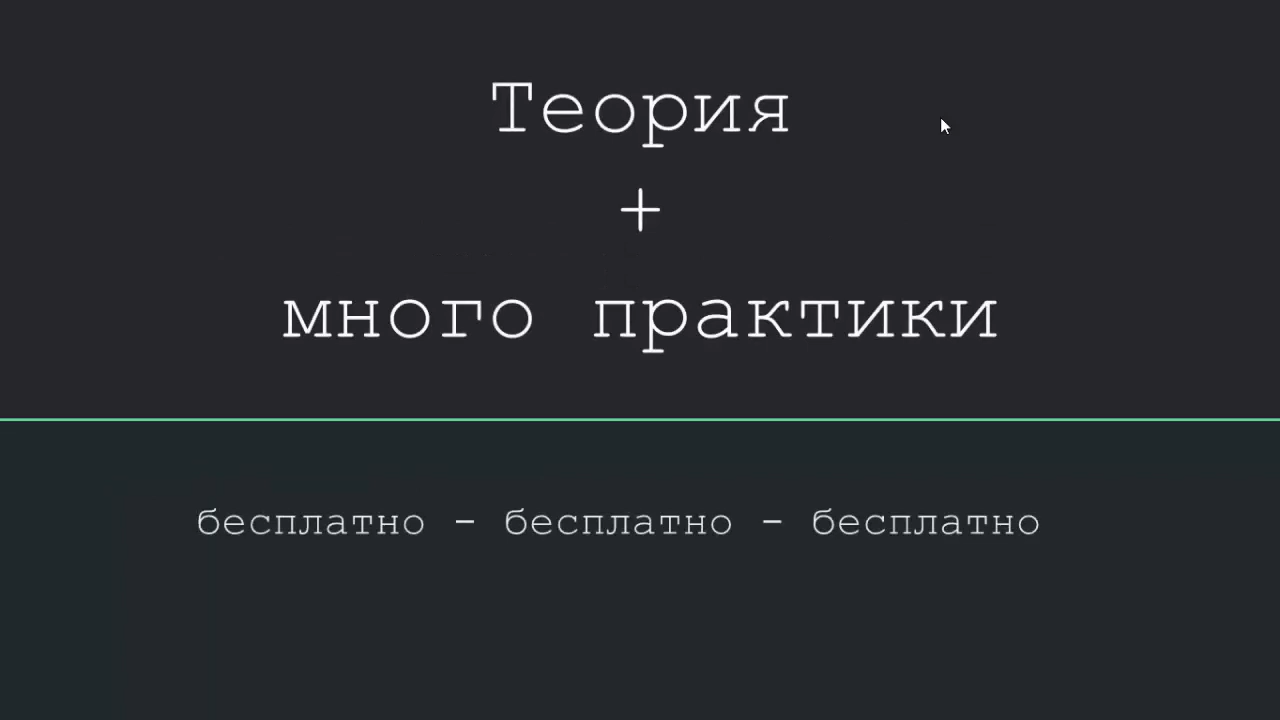 Теория
+
много практики
бесплатно - бесплатно - бесплатно